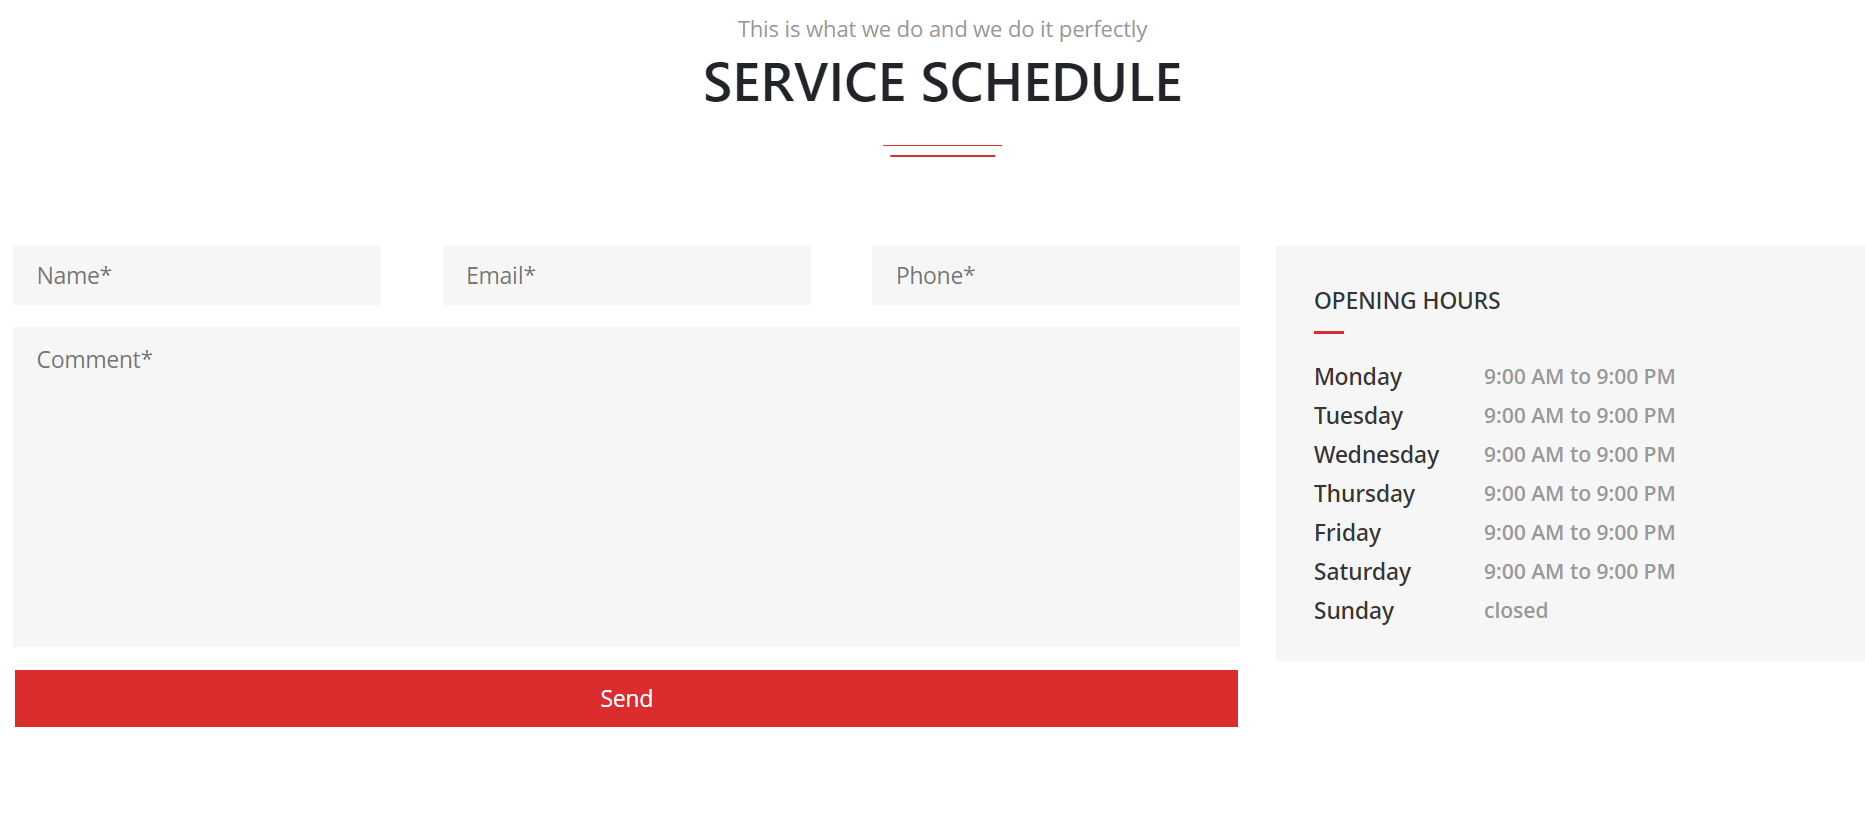 This is what we do and we do it perfectly
SERVICE SCHEDULE
Name*
Email*
Phone*
Comment*
Send
OPENING HOURS
Monday 9:00 AM to 9:00 PM
Tuesday 9:00 AM to 9:00 PM
Wednesday 9:00 AM to 9:00 PM
Thursday 9:00 AM to 9:00 PM
Friday 9:00 AM to 9:00 PM
Saturday 9:00 AM to 9:00 PM
Sunday closed